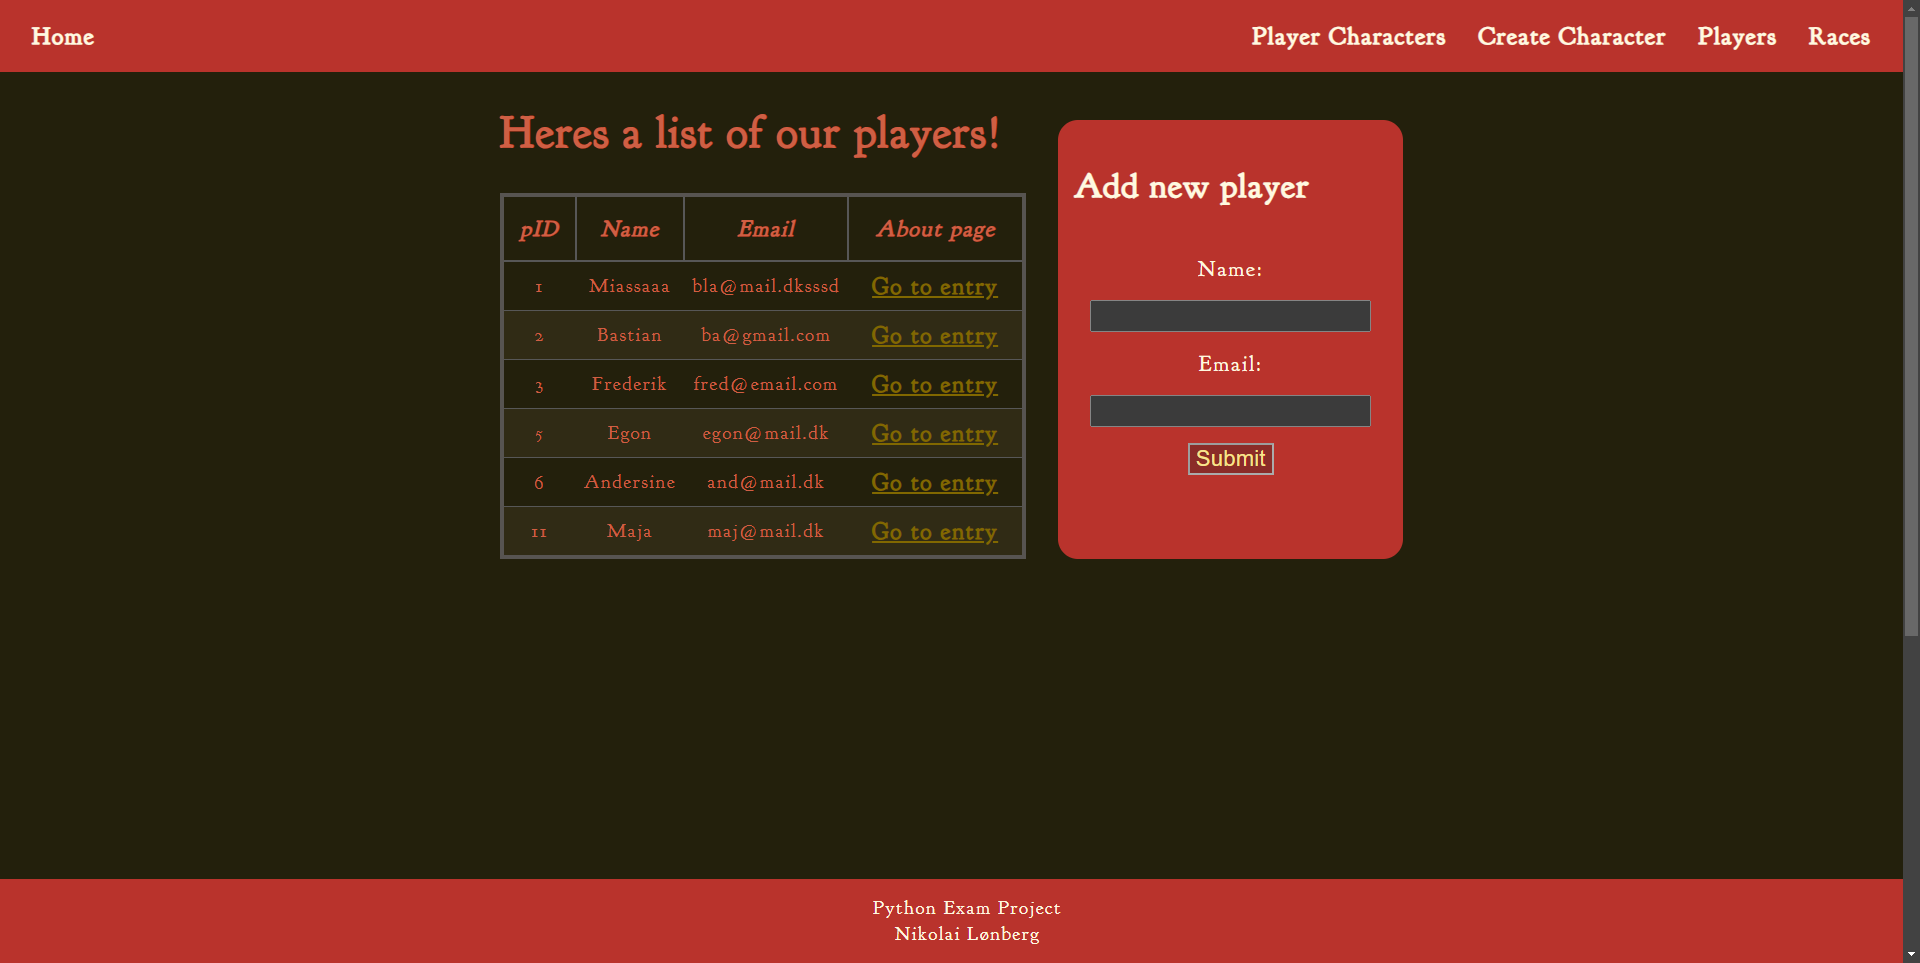 Home Player Characters Create Character Players Races
Heres a list of our players!
pID Name Email About page
1 Miassaaa bla@mail.dksssd Go to entry
2 Bastian ba@gmail.com Go to entry
3 Frederik fred@email.com Go to entry
5 Egon egon@mail.dk Go to entry
6 Andersine and@mail.dk Go to entry
11 Maja maj@mail.dk Go to entry
Add new player
Name:
Email:
Submit
Python Exam Project
Nikolai Lønberg